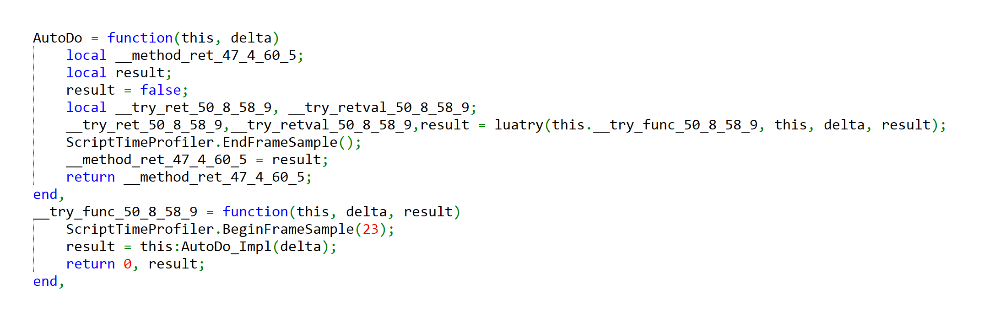 AutoDo = function(this, delta)
    local __method_ret_47_4_60_5;
    local result;
    result = false;
    local __try_ret_50_8_58_9, __try_retval_50_8_58_9;
    __try_ret_50_8_58_9,__try_retval_50_8_58_9,result = luatry(this.__try_func_50_8_58_9, this, delta, result);
    ScriptTimeProfiler.EndFrameSample();
    __method_ret_47_4_60_5 = result;
    return __method_ret_47_4_60_5;
end,
__try_func_50_8_58_9 = function(this, delta, result)
    ScriptTimeProfiler.BeginFrameSample(23);
    result = this:AutoDo_Impl(delta);
    return 0, result;
end,